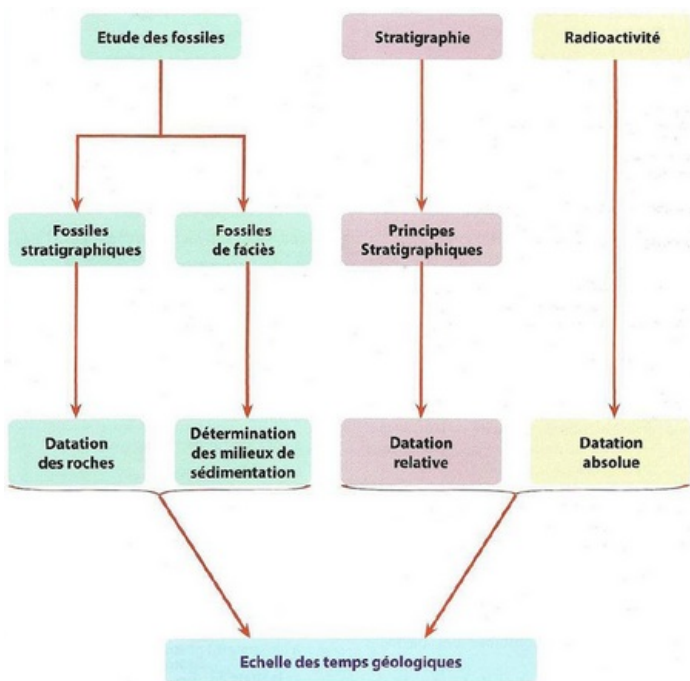 Etude des fossiles
Stratigraphie
Radioactivité
Fossiles
stratigraphiques
Fossiles
de faciès
Principes
Stratigraphiques
Datation
des roches
Détermination
des milieux de
sédimentation
Datation
relative
Datation
absolue
Echelle des temps géologiques